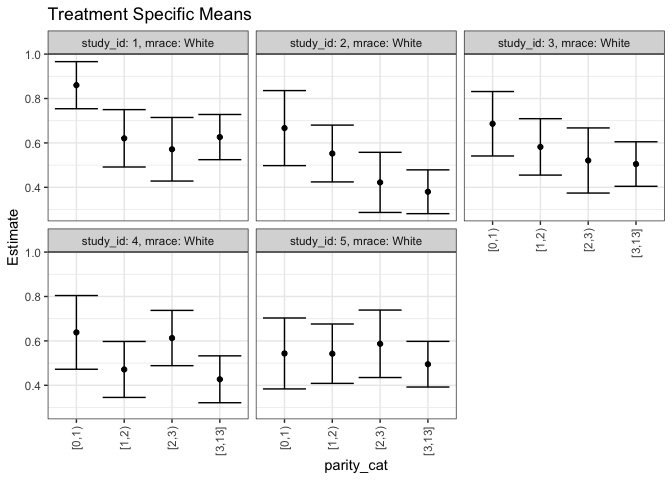 Treatment Specific Means
study_id: 1, mrace: White
study_id: 2, mrace: White
study_id: 3, mrace: White
1.0
0.8
0.6
0.4
[0,1)
[1,2)
[2,3)
[3,13]
Estimate
study_id: 4, mrace: White
study_id: 5, mrace: White
1.0
0.8
0.6
0.4
[0,1)
[1,2)
[2,3)
[3,13]
[0,1)
[1,2)
[2,3)
[3,13]
parity_cat